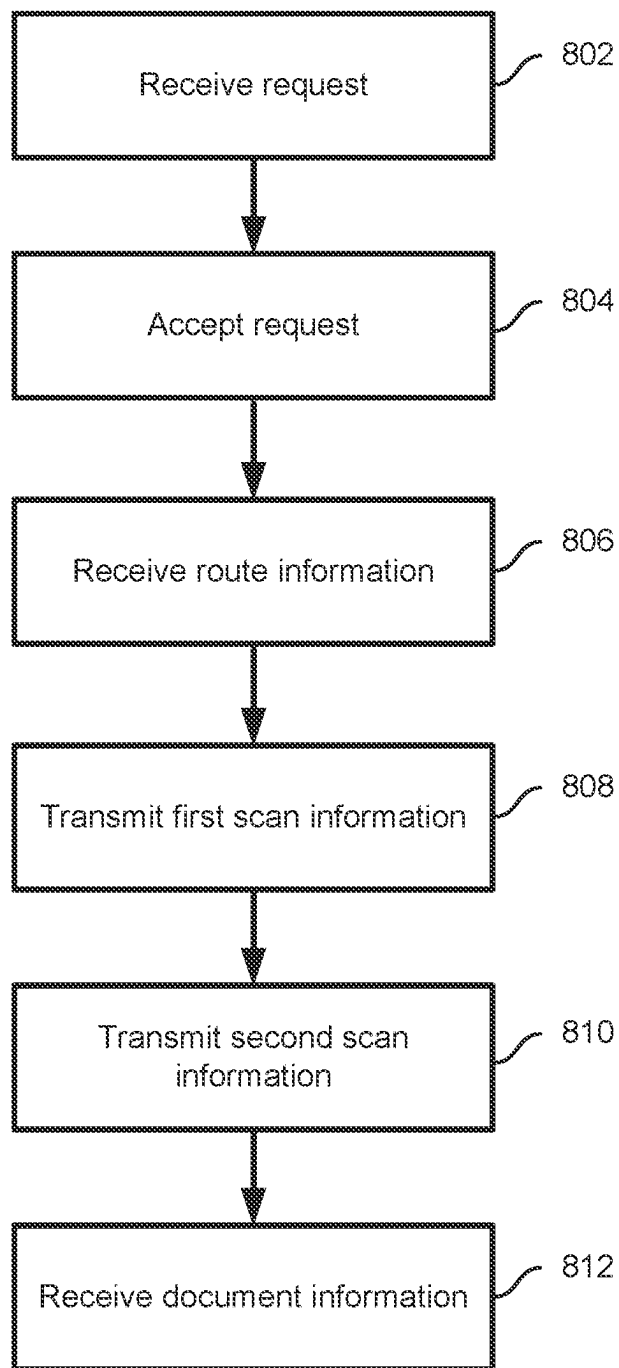 Receive request
802
Accept request
804
Receive route information
806
Transmit first scan information
808
Transmit second scan
information
810
Receive document information
812